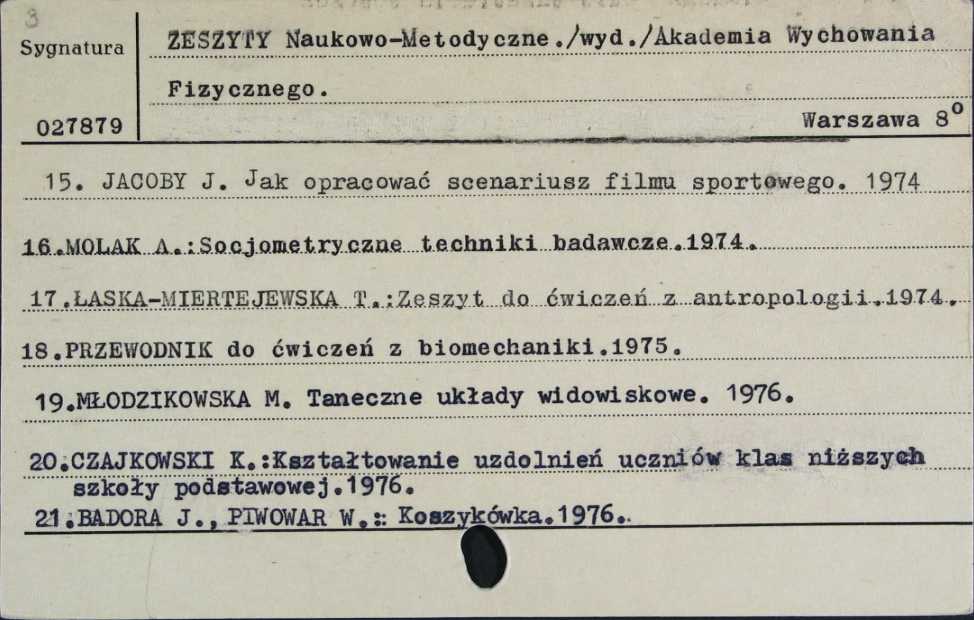 3
Sygnatura
ZESZYTY Naukowo-Metodyczne./wyd./Akademia Wychowania
Fizycznego.
027879
Warszawa 8º
15. JACOBY J. Jak opracować scenariusz filmu sportowego. 1974
16.MOLAK A.:Socjometryczne techniki badawcze.1974.
17.ŁASKA-MIERTEJEWSKA T.:Zeszyt do ćwiczeń z antropologii.1974.
18.PRZEWODNIK do ćwiczeń z biomechaniki.1975.
19.MŁODZIKOWSKA M. Taneczne układy widowiskowe. 1976.
20.CZAJKOWSKI K.:Kształtowanie uzdolnień uczniów klas niższych
szkoły podstawowej.1976.
21.BADORA J., PIWOWAR W.:: Koszykówka.1976.